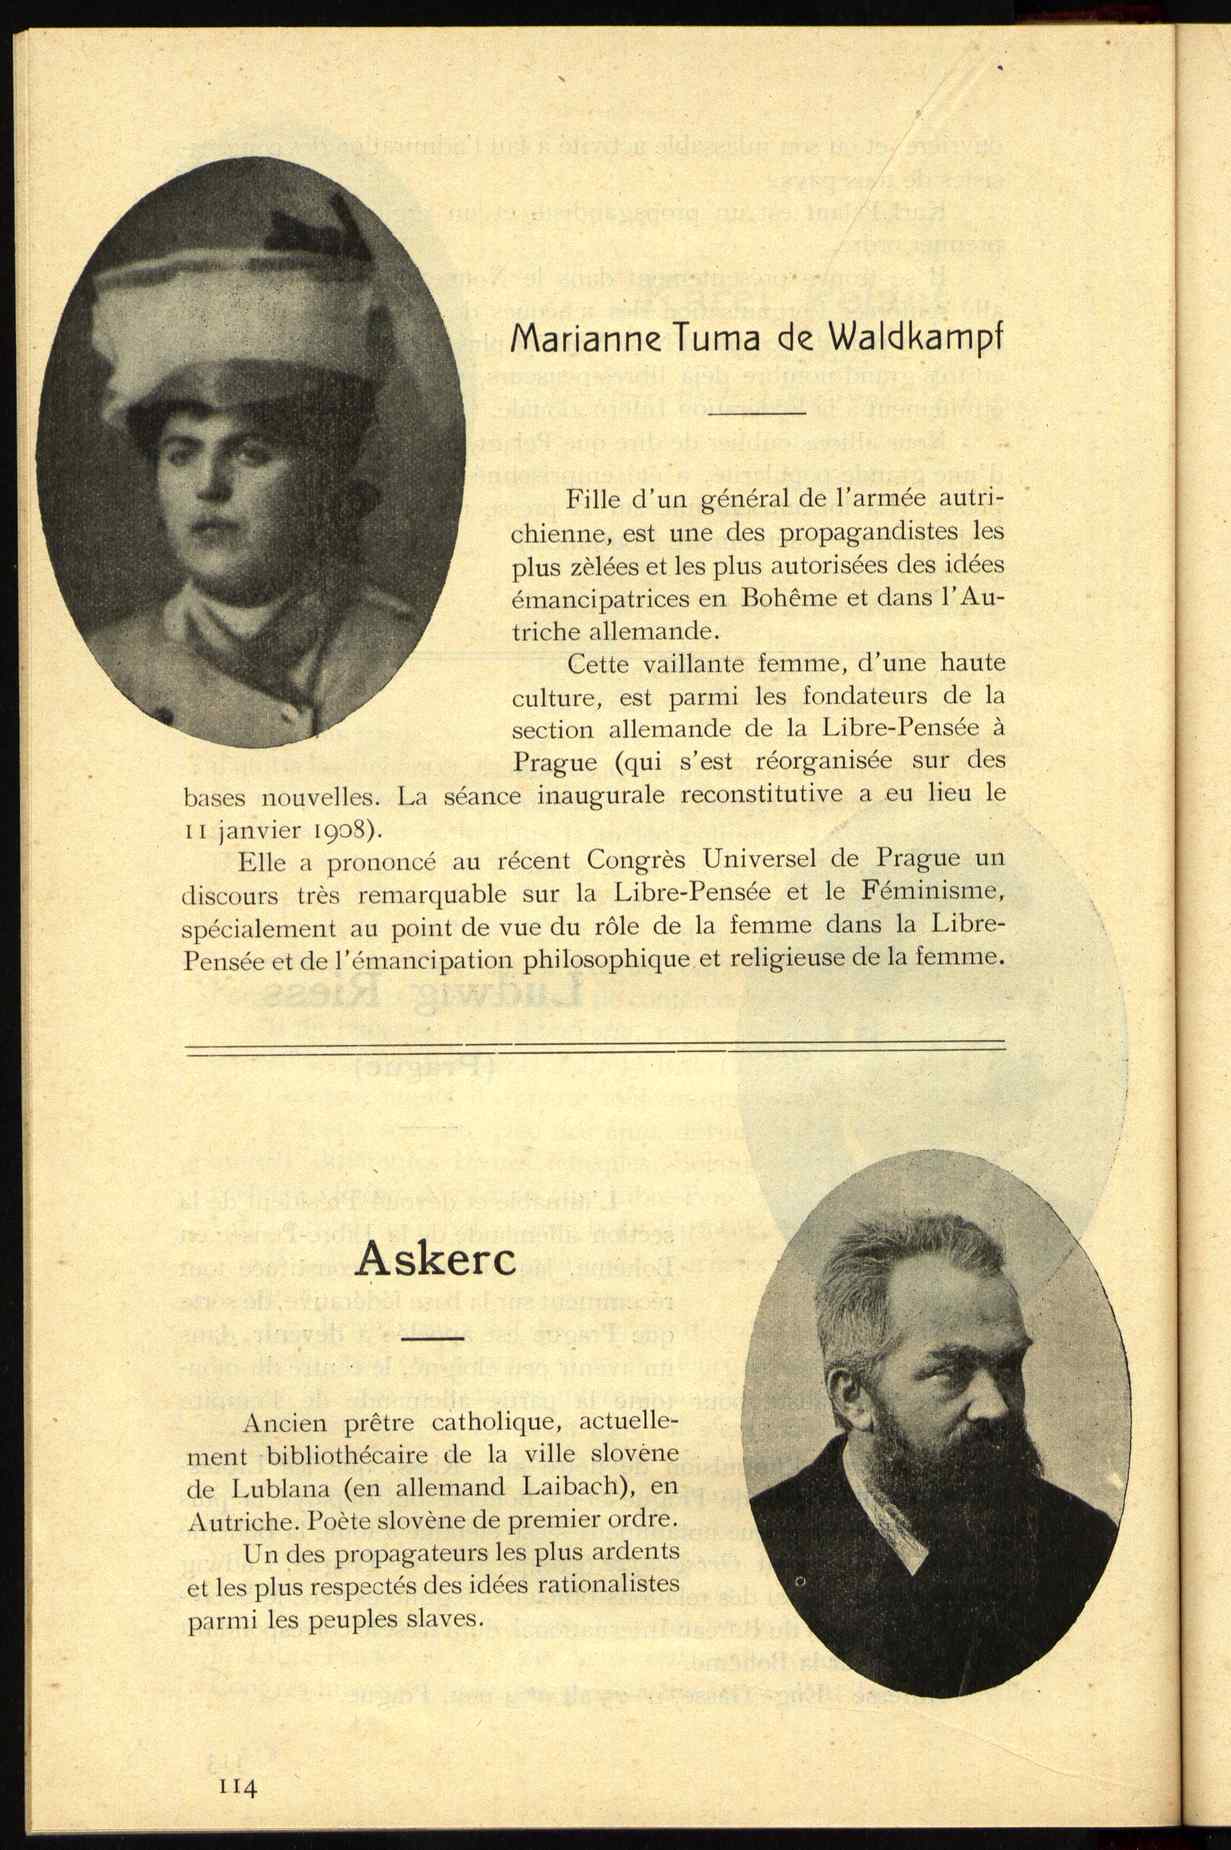 Marianne Tuma de Waldkampf
Fille d'un général de l'armée autri-
chienne, est une des propagandistes les
plus zèlées et les plus autorisées des idées
émancipatrices en Bohême et dans l'Au-
triche allemande.
Cette vaillante femme, d'une haute
culture, est parmi les fondateurs de la
section allemande de la Libre-Pensée à
Prague (qui s'est réorganisée sur des
bases nouvelles. La séance inaugurale reconstitutive a eu lieu le
11 janvier 1908).
Elle a prononcé au récent Congrès Universel de Prague un
discours très remarquable sur la Libre-Pensée et le Féminisme,
spécialement au point de vue du rôle de la femme dans la Libre-
Pensée et de l'émancipation philosophique et religieuse de la femme.
Askerc
Ancien prêtre catholique, actuelle-
ment bibliothécaire de la ville slovène
de Lublana (en allemand Laibach), en
Autriche. Poète slovène de premier ordre.
Un des propagateurs les plus ardents
et les plus respectés des idées rationalistes
parmi les peuples slaves.
114